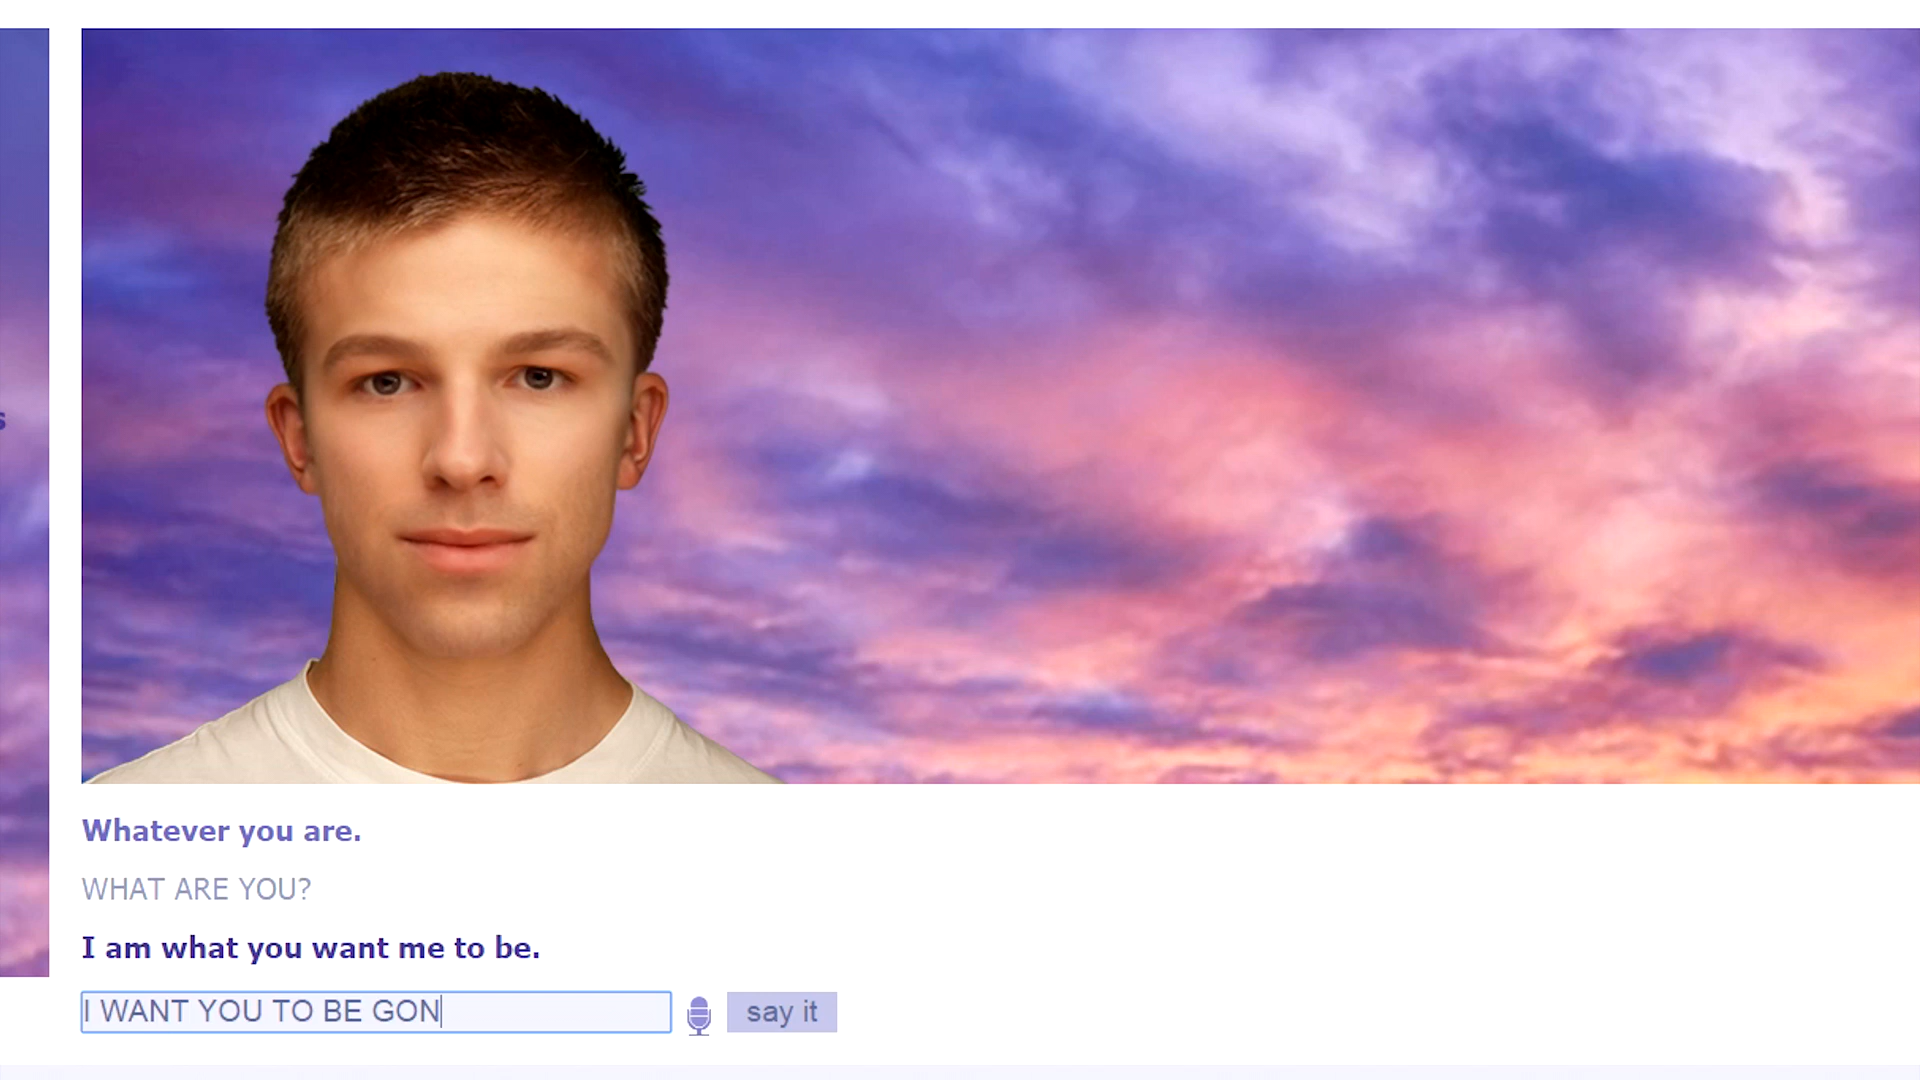 s
Whatever you are.
WHAT ARE YOU?
I am what you want me to be.
I WANT YOU TO BE GON
say it